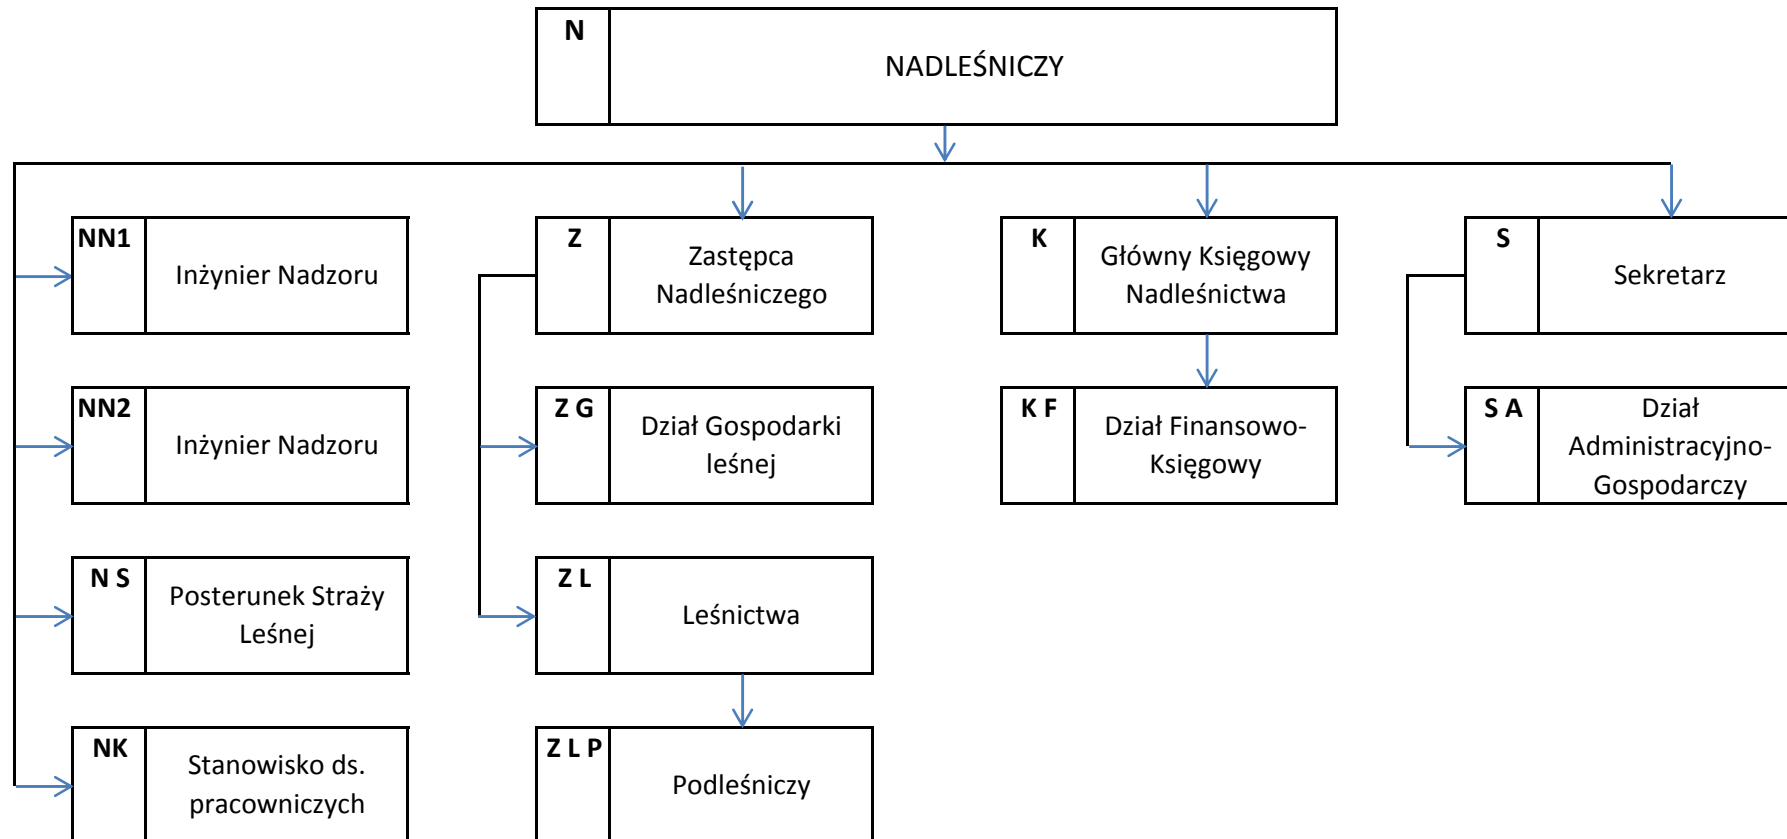 N
NADLEŚNICZY
NN1
Inżynier Nadzoru
Z
Zastępca
Nadleśniczego
K
Główny Księgowy
Nadleśnictwa
S
Sekretarz
NN2
Inżynier Nadzoru
Z G
Dział Gospodarki
leśnej
K F
Dział Finansowo-
Księgowy
S A
Dział
Administracyjno-
Gospodarczy
N S
Posterunek Straży
Leśnej
Z L
Leśnictwa
NK
Stanowisko ds.
pracowniczych
Z L P
Podleśniczy